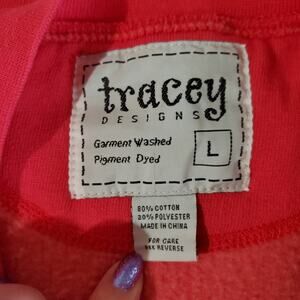 tracey
DESIGNS
Garment Washed
Pigment Dyed
L
80% COTTON
20% POLYESTER
MADE IN CHINA
FOR CARE
SEE REVERSE